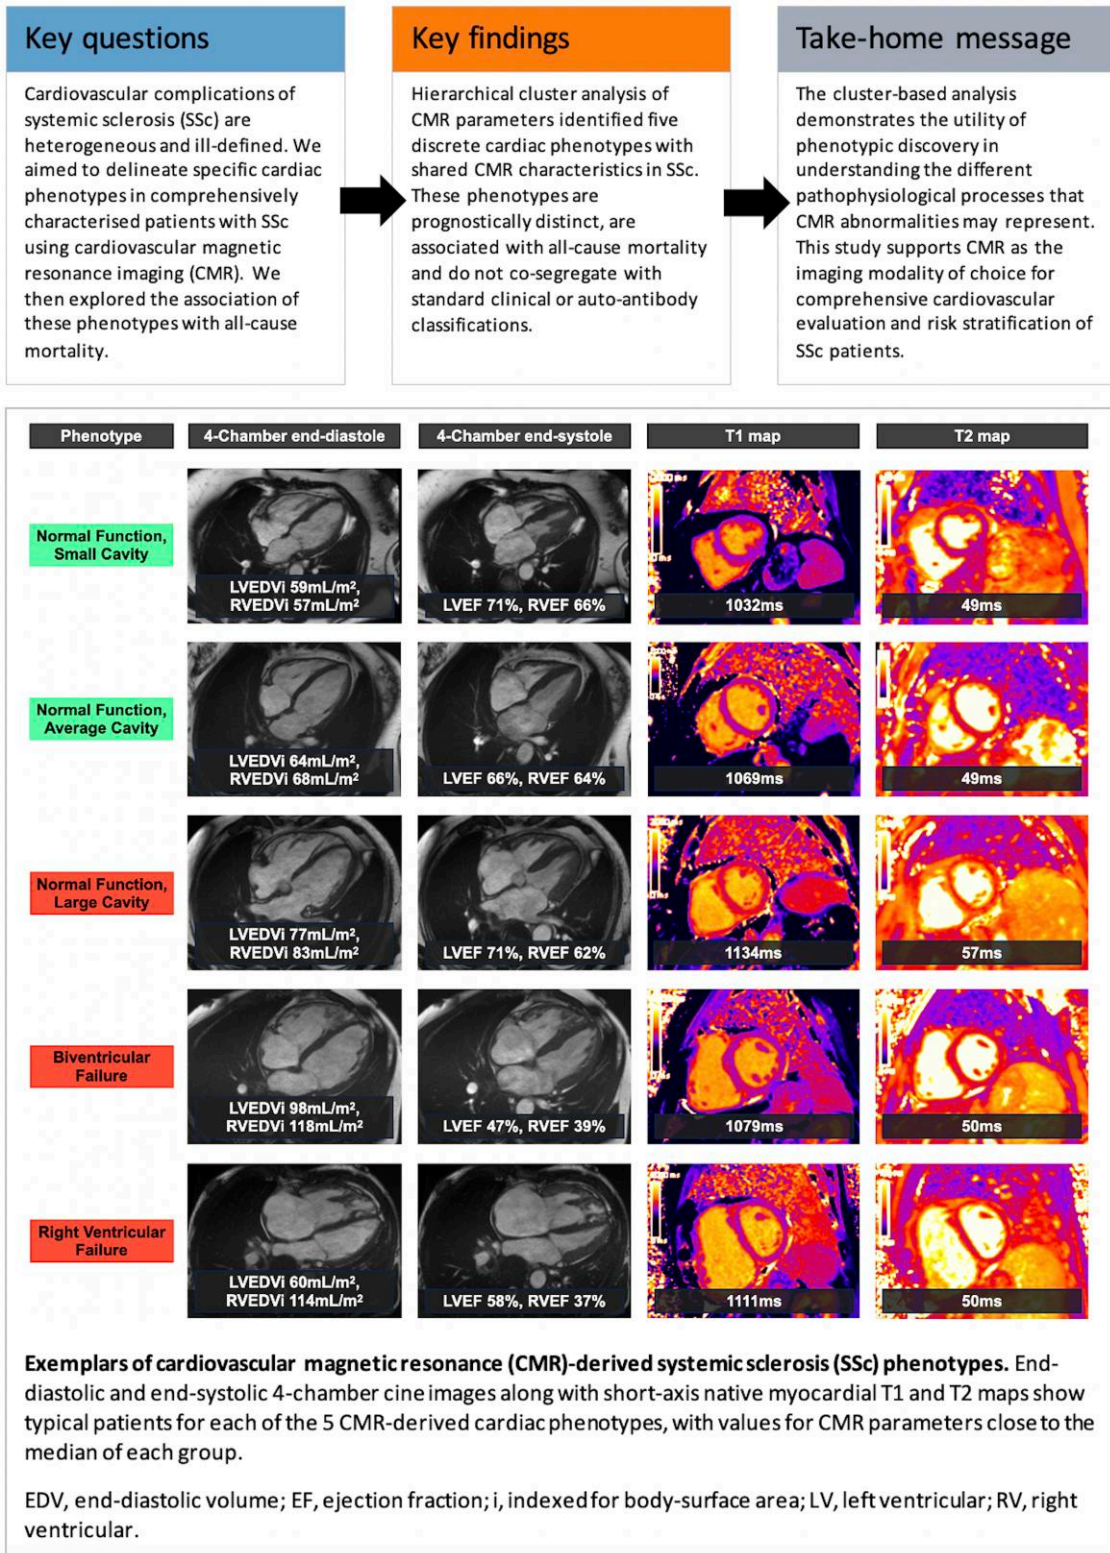 Key questions
Cardiovascular complications of
systemic sclerosis (SSc) are
heterogeneous and ill-defined. We
aimed to delineate specific cardiac
phenotypes in comprehensively
characterised patients with SSc
using cardiovascular magnetic
resonance imaging (CMR). We
then explored the association of
these phenotypes with all-cause
mortality.
Key findings
Hierarchical cluster analysis of
CMR parameters identified five
discrete cardiac phenotypes with
shared CMR characteristics in SSc.
These phenotypes are
prognostically distinct, are
associated with all-cause mortality
and do not co-segregate with
standard clinical or auto-antibody
classifications.
Take-home message
The cluster-based analysis
demonstrates the utility of
phenotypic discovery in
understanding the different
pathophysiological processes that
CMR abnormalities may represent.
This study supports CMR as the
imaging modality of choice for
comprehensive cardiovascular
evaluation and risk stratification of
SSc patients.
Phenotype
4-Chamber end-diastole
4-Chamber end-systole
T1 map
T2 map
Normal Function,
Small Cavity
LVEDVi 59mL/m²,
RVEDVi 57mL/m²
LVEF 71%, RVEF 66%
1032ms
49ms
Normal Function,
Average Cavity
LVEDVi 64mL/m²,
RVEDVi 68mL/m²
LVEF 66%, RVEF 64%
1069ms
49ms
Normal Function,
Large Cavity
LVEDVi 77mL/m²,
RVEDVi 83mL/m²
LVEF 71%, RVEF 62%
1134ms
57ms
Biventricular
Failure
LVEDVi 98mL/m²,
RVEDVi 118mL/m²
LVEF 47%, RVEF 39%
1079ms
50ms
Right Ventricular
Failure
LVEDVi 60mL/m²,
RVEDVi 114mL/m²
LVEF 58%, RVEF 37%
1111ms
50ms
Exemplars of cardiovascular magnetic resonance (CMR)-derived systemic sclerosis (SSc) phenotypes. End-
diastolic and end-systolic 4-chamber cine images along with short-axis native myocardial T1 and T2 maps show
typical patients for each of the 5 CMR-derived cardiac phenotypes, with values for CMR parameters close to the
median of each group.
EDV, end-diastolic volume; EF, ejection fraction; i, indexed for body-surface area; LV, left ventricular; RV, right
ventricular.